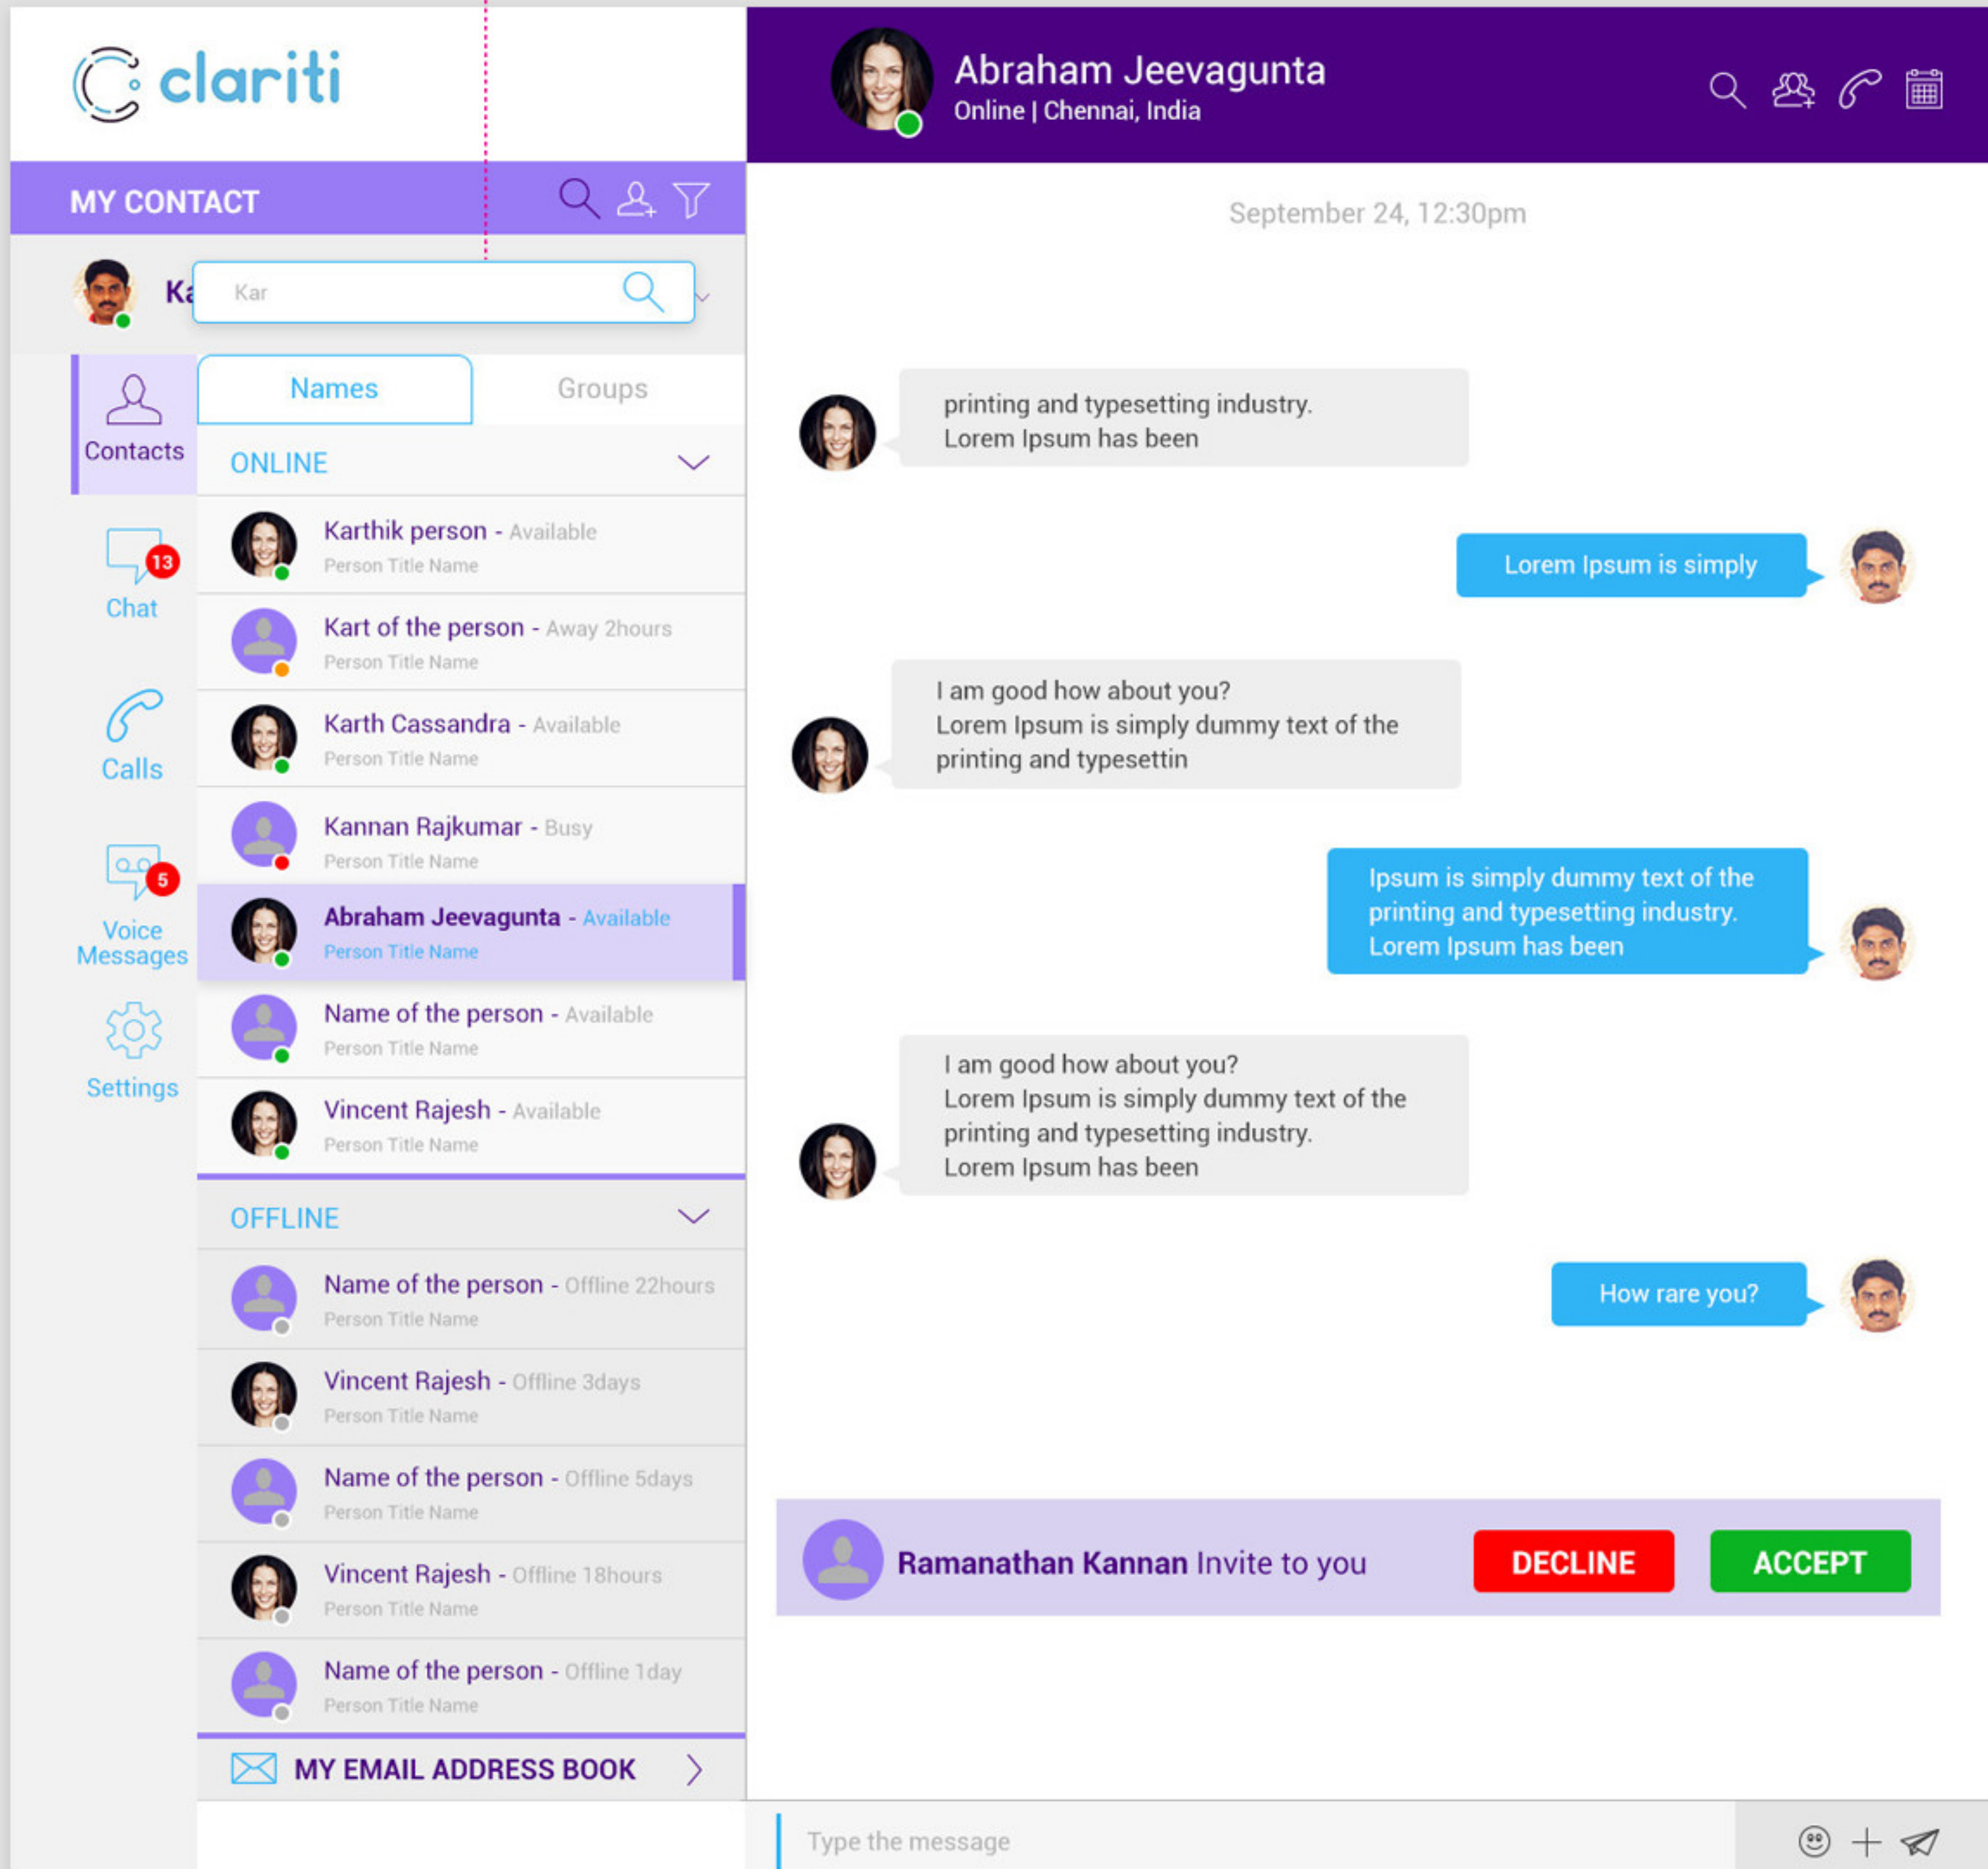 clariti
MY CONTACT
Ka
Kar
Contacts
Chat
13
Calls
5
Voice
Messages
Settings
Names
Groups
ONLINE
Karthik person - Available
Person Title Name
Kart of the person - Away 2hours
Person Title Name
Karth Cassandra - Available
Person Title Name
Kannan Rajkumar - Busy
Person Title Name
Abraham Jeevagunta - Available
Person Title Name
Name of the person - Available
Person Title Name
Vincent Rajesh - Available
Person Title Name
OFFLINE
Name of the person - Offline 22hours
Person Title Name
Vincent Rajesh - Offline 3days
Person Title Name
Name of the person - Offline 5days
Person Title Name
Vincent Rajesh - Offline 18hours
Person Title Name
Name of the person - Offline 1day
Person Title Name
MY EMAIL ADDRESS BOOK
Abraham Jeevagunta
Online | Chennai, India
September 24, 12:30pm
printing and typesetting industry.
Lorem Ipsum has been
Lorem Ipsum is simply
I am good how about you?
Lorem Ipsum is simply dummy text of the
printing and typesettin
Ipsum is simply dummy text of the
printing and typesetting industry.
Lorem Ipsum has been
I am good how about you?
Lorem Ipsum is simply dummy text of the
printing and typesetting industry.
Lorem Ipsum has been
How rare you?
Ramanathan Kannan Invite to you
DECLINE
ACCEPT
Type the message